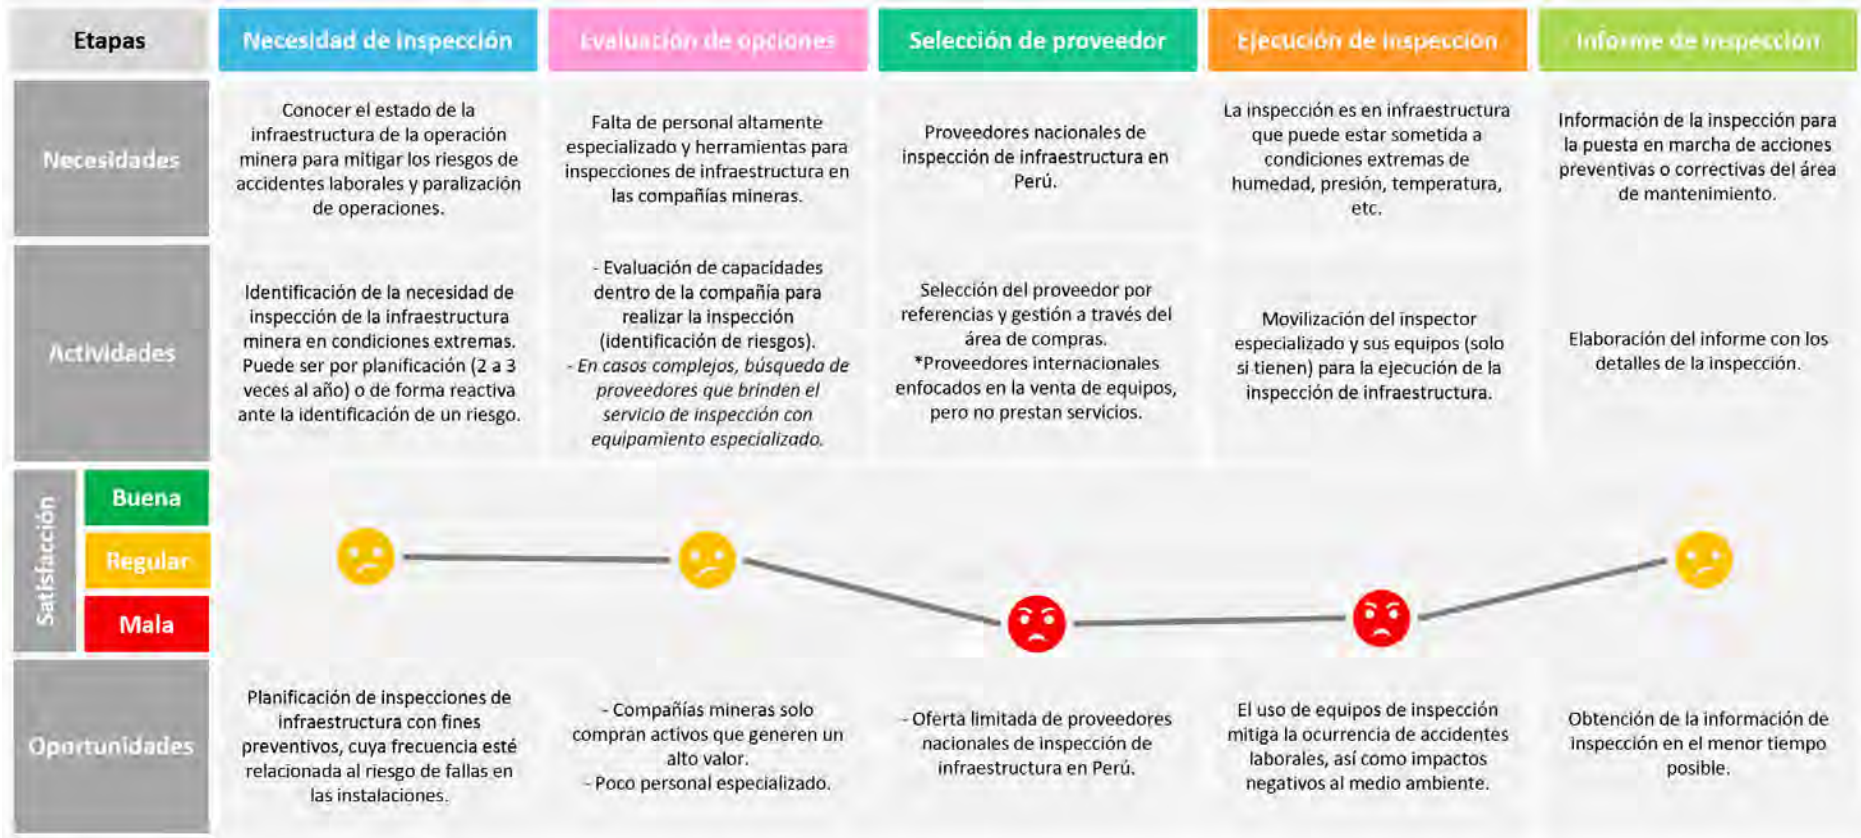 Etapas
Necesidad de inspección
Evaluación de opciones
Selección de proveedor
Ejecución de inspección
Informe de inspección
Necesidades
Conocer el estado de la
infraestructura de la operación
minera para mitigar los riesgos de
accidentes laborales y paralización
de operaciones.
Falta de personal altamente
especializado y herramientas para
inspecciones de infraestructura en
las compañías mineras.
Proveedores nacionales de
inspección de infraestructura en
Perú.
La inspección es en infraestructura
que puede estar sometida a
condiciones extremas de
humedad, presión, temperatura,
etc.
Información de la inspección para
la puesta en marcha de acciones
preventivas o correctivas del área
de mantenimiento.
Actividades
Identificación de la necesidad de
inspección de la infraestructura
minera en condiciones extremas.
Puede ser por planificación (2 a 3
veces al año) o de forma reactiva
ante la identificación de un riesgo.
- Evaluación de capacidades
dentro de la compañía para
realizar la inspección
(identificación de riesgos).
- En casos complejos, búsqueda de
proveedores que brinden el
servicio de inspección con
equipamiento especializado.
Selección del proveedor por
referencias y gestión a través del
área de compras.
*Proveedores internacionales
enfocados en la venta de equipos,
pero no prestan servicios.
Movilización del inspector
especializado y sus equipos (solo
si tienen) para la ejecución de la
inspección de infraestructura.
Elaboración del informe con los
detalles de la inspección.
Satisfacción
Buena
Regular
Mala
Oportunidades
Planificación de inspecciones de
infraestructura con fines
preventivos, cuya frecuencia esté
relacionada al riesgo de fallas en
las instalaciones.
- Compañías mineras solo
compran activos que generen un
alto valor.
- Poco personal especializado.
- Oferta limitada de proveedores
nacionales de inspección de
infraestructura en Perú.
El uso de equipos de inspección
mitiga la ocurrencia de accidentes
laborales, así como impactos
negativos al medio ambiente.
Obtención de la información de
inspección en el menor tiempo
posible.